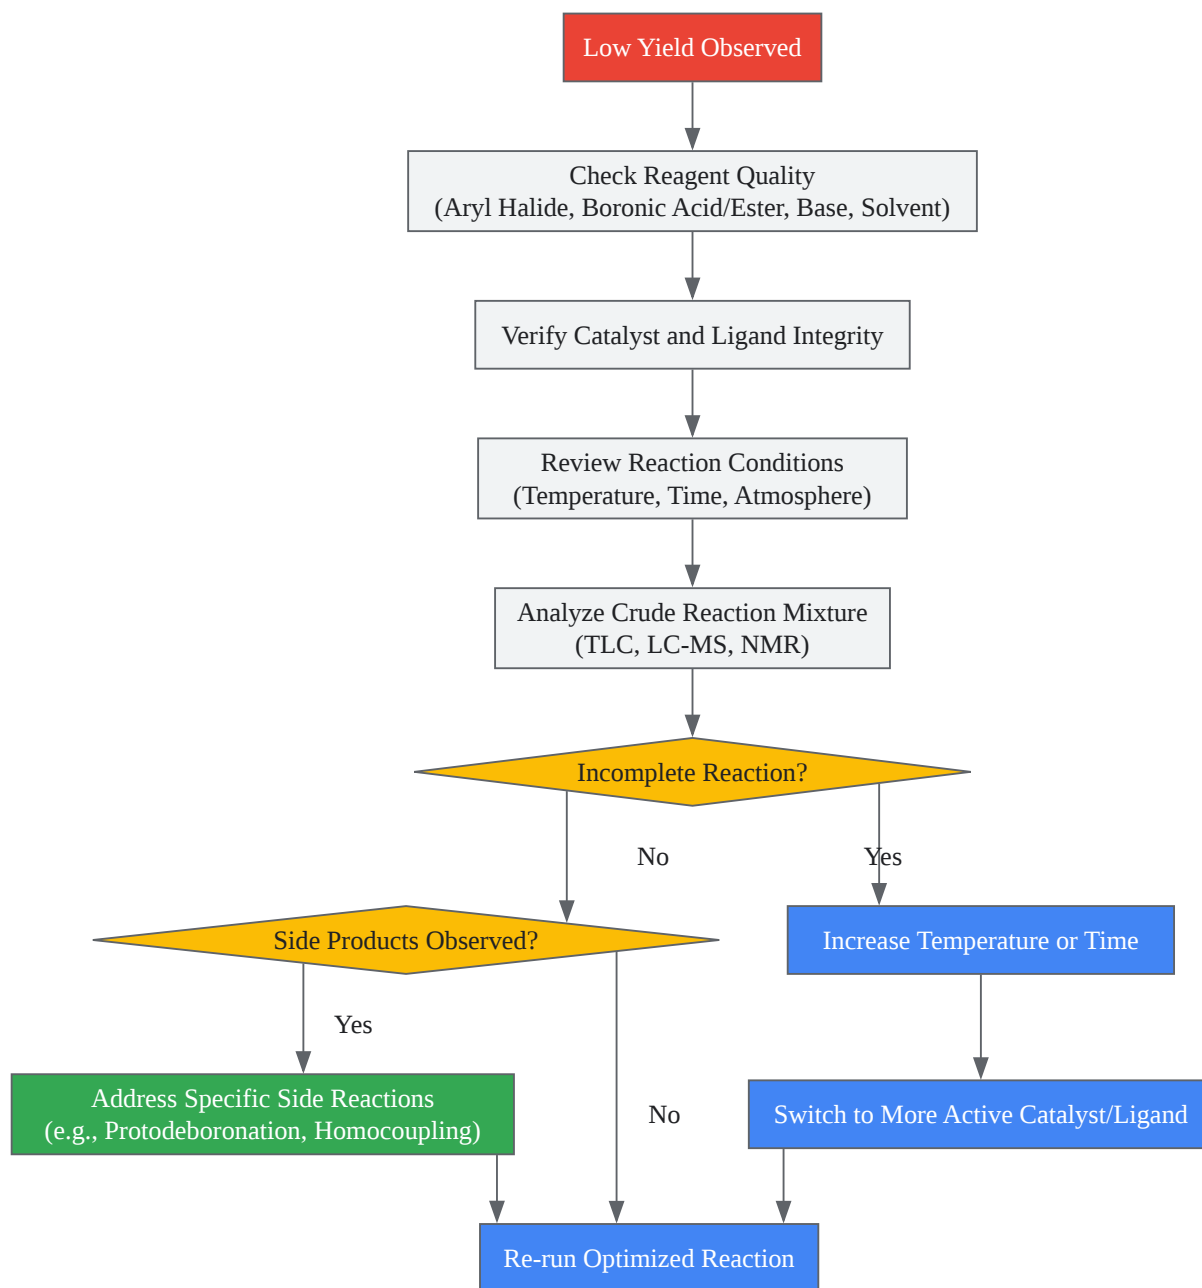 Low Yield Observed
Check Reagent Quality
(Aryl Halide, Boronic Acid/Ester, Base, Solvent)
Verify Catalyst and Ligand Integrity
Review Reaction Conditions
(Temperature, Time, Atmosphere)
Analyze Crude Reaction Mixture
(TLC, LC-MS, NMR)
Incomplete Reaction?
No
Yes
Side Products Observed?
Increase Temperature or Time
Yes
Address Specific Side Reactions
(e.g., Protodeboronation, Homocoupling)
No
Switch to More Active Catalyst/Ligand
Re-run Optimized Reaction